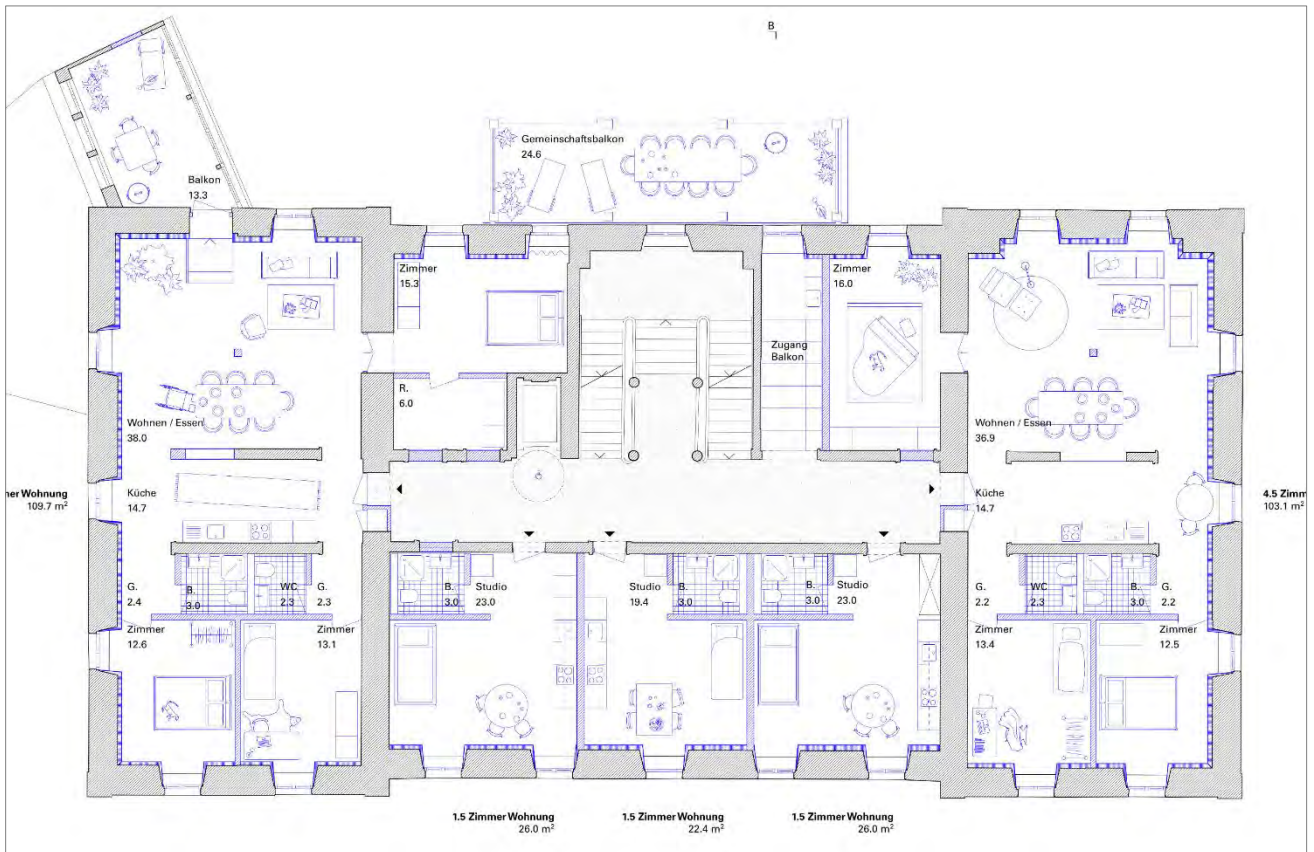 B
Gemeinschaftsbalkon
24.6
Balkon
13.3
Zimmer
15.3
Zimmer
16.0
Zugang
Balkon
R.
6.0
Wohnen / Essen
38.0
Wohnen / Essen
36.9
Küche
14.7
Küche
14.7
ner Wohnung
109.7 m²
4.5 Zimm
103.1 m²
G.
2.4
B.
3.0
WC
2.3
G.
2.3
B.
3.0
Studio
23.0
Studio
19.4
B.
3.0
B.
3.0
Studio
23.0
G.
2.2
WC
2.3
B.
3.0
G.
2.2
Zimmer
12.6
Zimmer
13.1
Zimmer
13.4
Zimmer
12.5
1.5 Zimmer Wohnung
26.0 m²
1.5 Zimmer Wohnung
22.4 m²
1.5 Zimmer Wohnung
26.0 m²